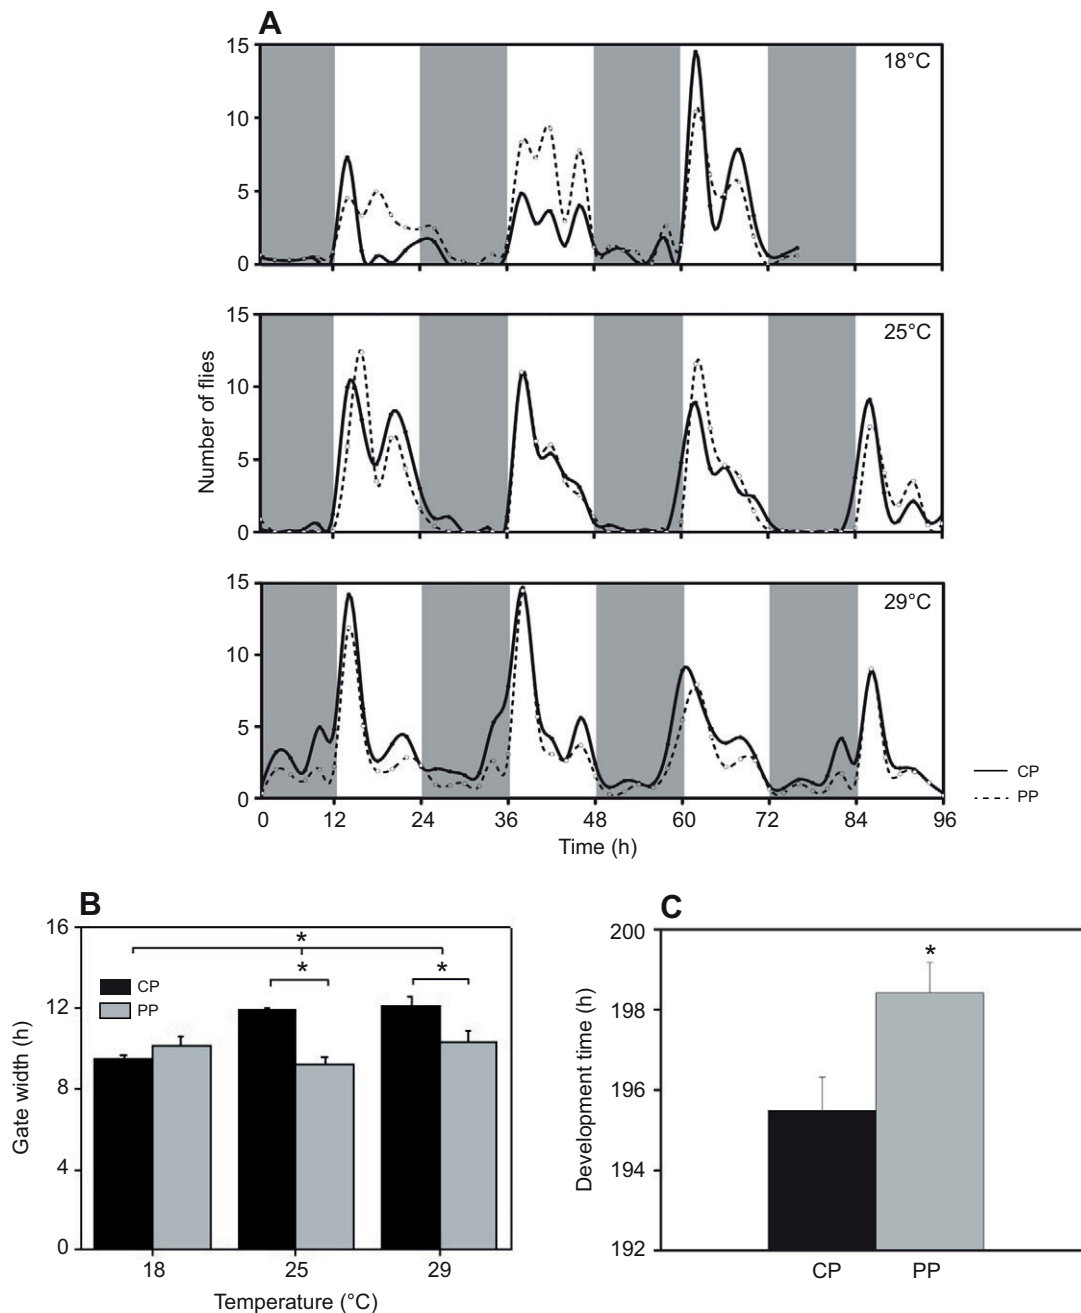 A
15
18°C
10
5
0
15
25°C
10
5
0
Number of flies
15
29°C
10
5
0
CP
PP
0 12 24 36 48 60 72 84 96
Time (h)
B
16
*
* *
CP
PP
12
8
4
0
Gate width (h)
18 25 29
Temperature (°C)
C
200
*
198
196
194
192
Development time (h)
CP PP